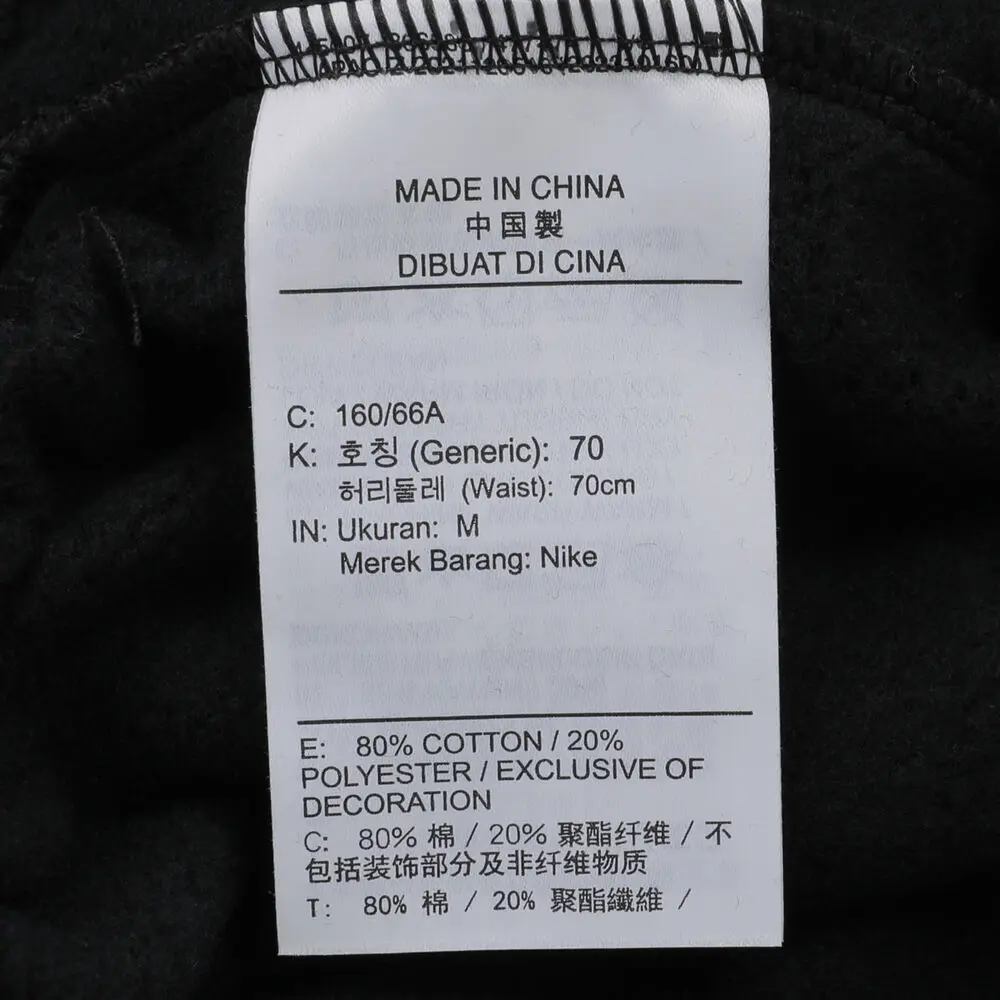 MADE IN CHINA
中国製
DIBUAT DI CINA
C: 160/66A
K: 호칭 (Generic): 70
허리둘레 (Waist): 70cm
IN: Ukuran: M
Merek Barang: Nike
E: 80% COTTON / 20%
POLYESTER / EXCLUSIVE OF
DECORATION
C: 80% 棉 / 20% 聚酯纤维 / 不
包括装饰部分及非纤维物质
T: 80% 棉 / 20% 聚酯纖維 /